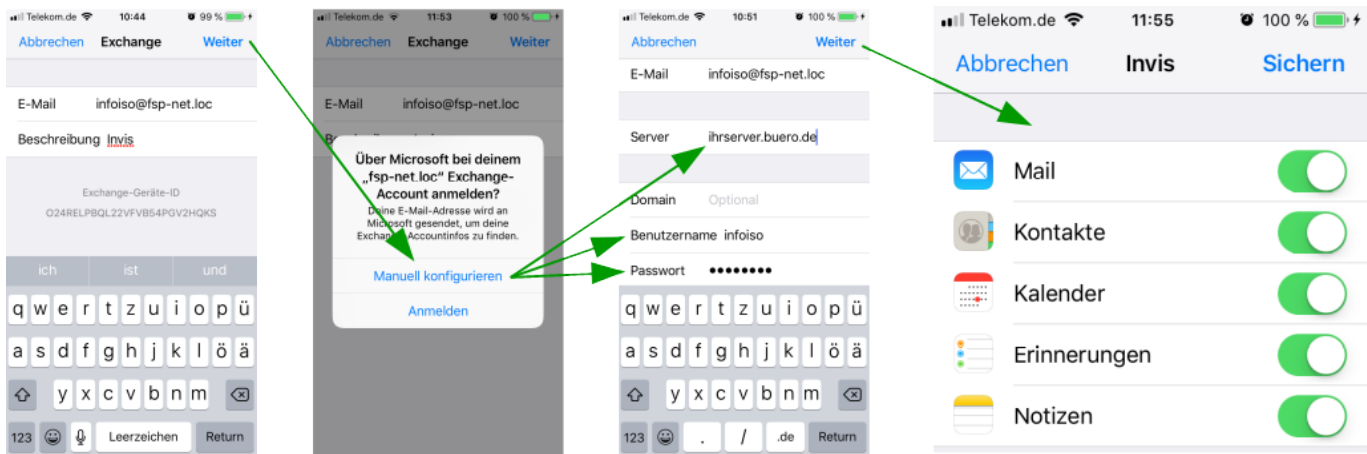 Telekom.de 10:44 99 %
Abbrechen Exchange Weiter
E-Mail infoiso@fsp-net.loc
Beschreibung Invis
Exchange-Geräte-ID
O24RELPBQL22VFVB54PGV2HQKS
ich ist und
q w e r t z u i o p ü
a s d f g h j k l ö ä
y x c v b n m
123 Leerzeichen Return
Telekom.de 11:53 100 %
Abbrechen Exchange Weiter
E-Mail infoiso@fsp-net.loc
Über Microsoft bei deinem
„fsp-net.loc“ Exchange-
Account anmelden?
Deine E-Mail-Adresse wird an
Microsoft gesendet, um deine
Exchange-Accountinfos zu finden.
Manuell konfigurieren
Anmelden
Telekom.de 10:51 100 %
Abbrechen Weiter
E-Mail infoiso@fsp-net.loc
Server ihrserver.buero.de
Domain Optional
Benutzername infoiso
Passwort ●●●●●●●●
q w e r t z u i o p ü
a s d f g h j k l ö ä
y x c v b n m
123 . / .de Return
Telekom.de 11:55 100 %
Abbrechen Invis Sichern
Mail
Kontakte
Kalender
Erinnerungen
Notizen